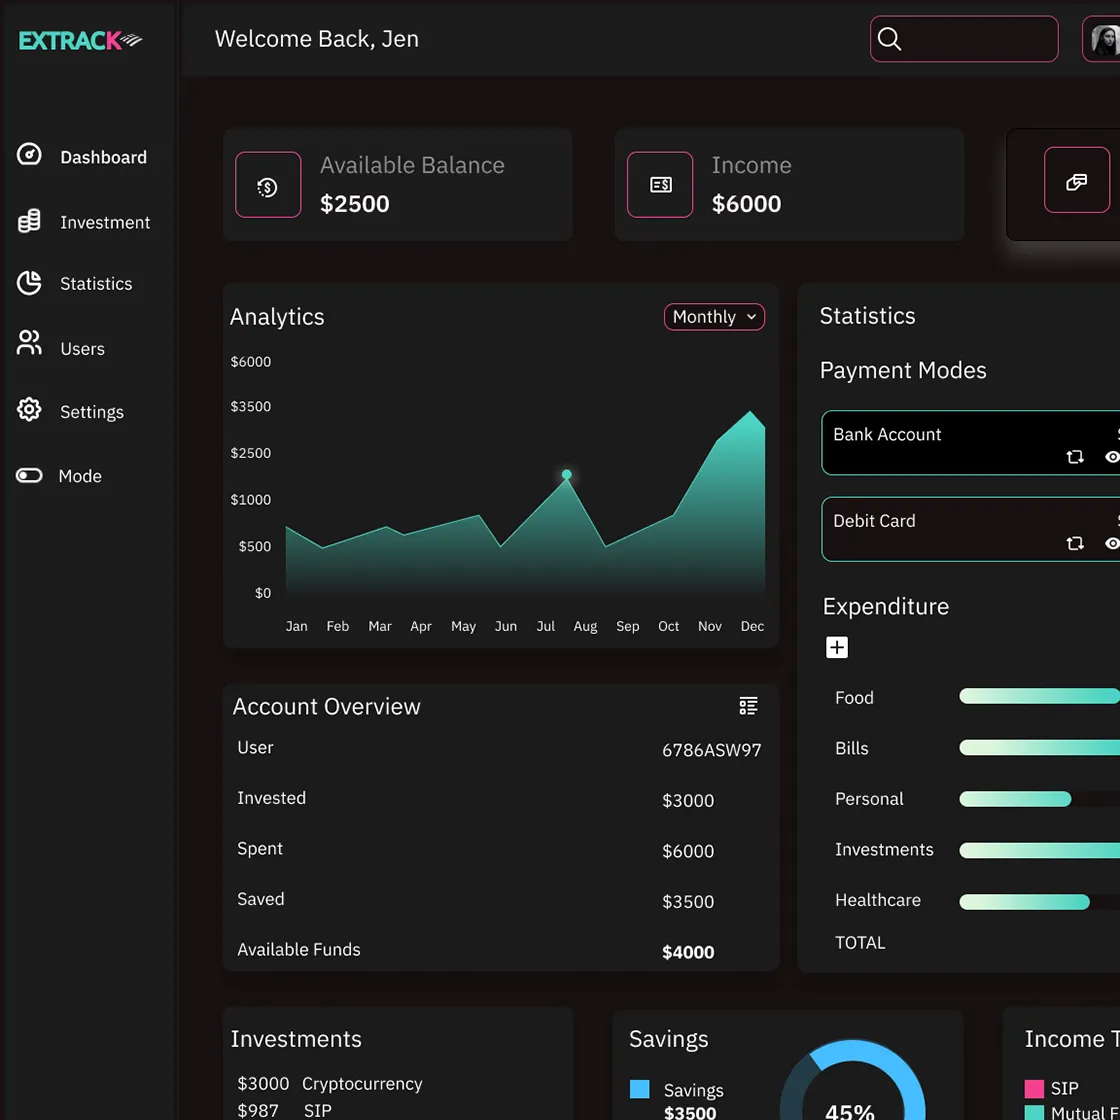 EXTRACK
Welcome Back, Jen
Dashboard
Investment
Statistics
Users
Settings
Mode
Available Balance
$2500
Income
$6000
Analytics
Monthly
$6000
$3500
$2500
$1000
$500
$0
Jan Feb Mar Apr May Jun Jul Aug Sep Oct Nov Dec
Statistics
Payment Modes
Bank Account
Debit Card
Expenditure
Food
Bills
Personal
Investments
Healthcare
TOTAL
Account Overview
User 6786ASW97
Invested $3000
Spent $6000
Saved $3500
Available Funds $4000
Investments
$3000 Cryptocurrency
$987 SIP
Savings
Savings
$3500
45%
Income T
SIP
Mutual F